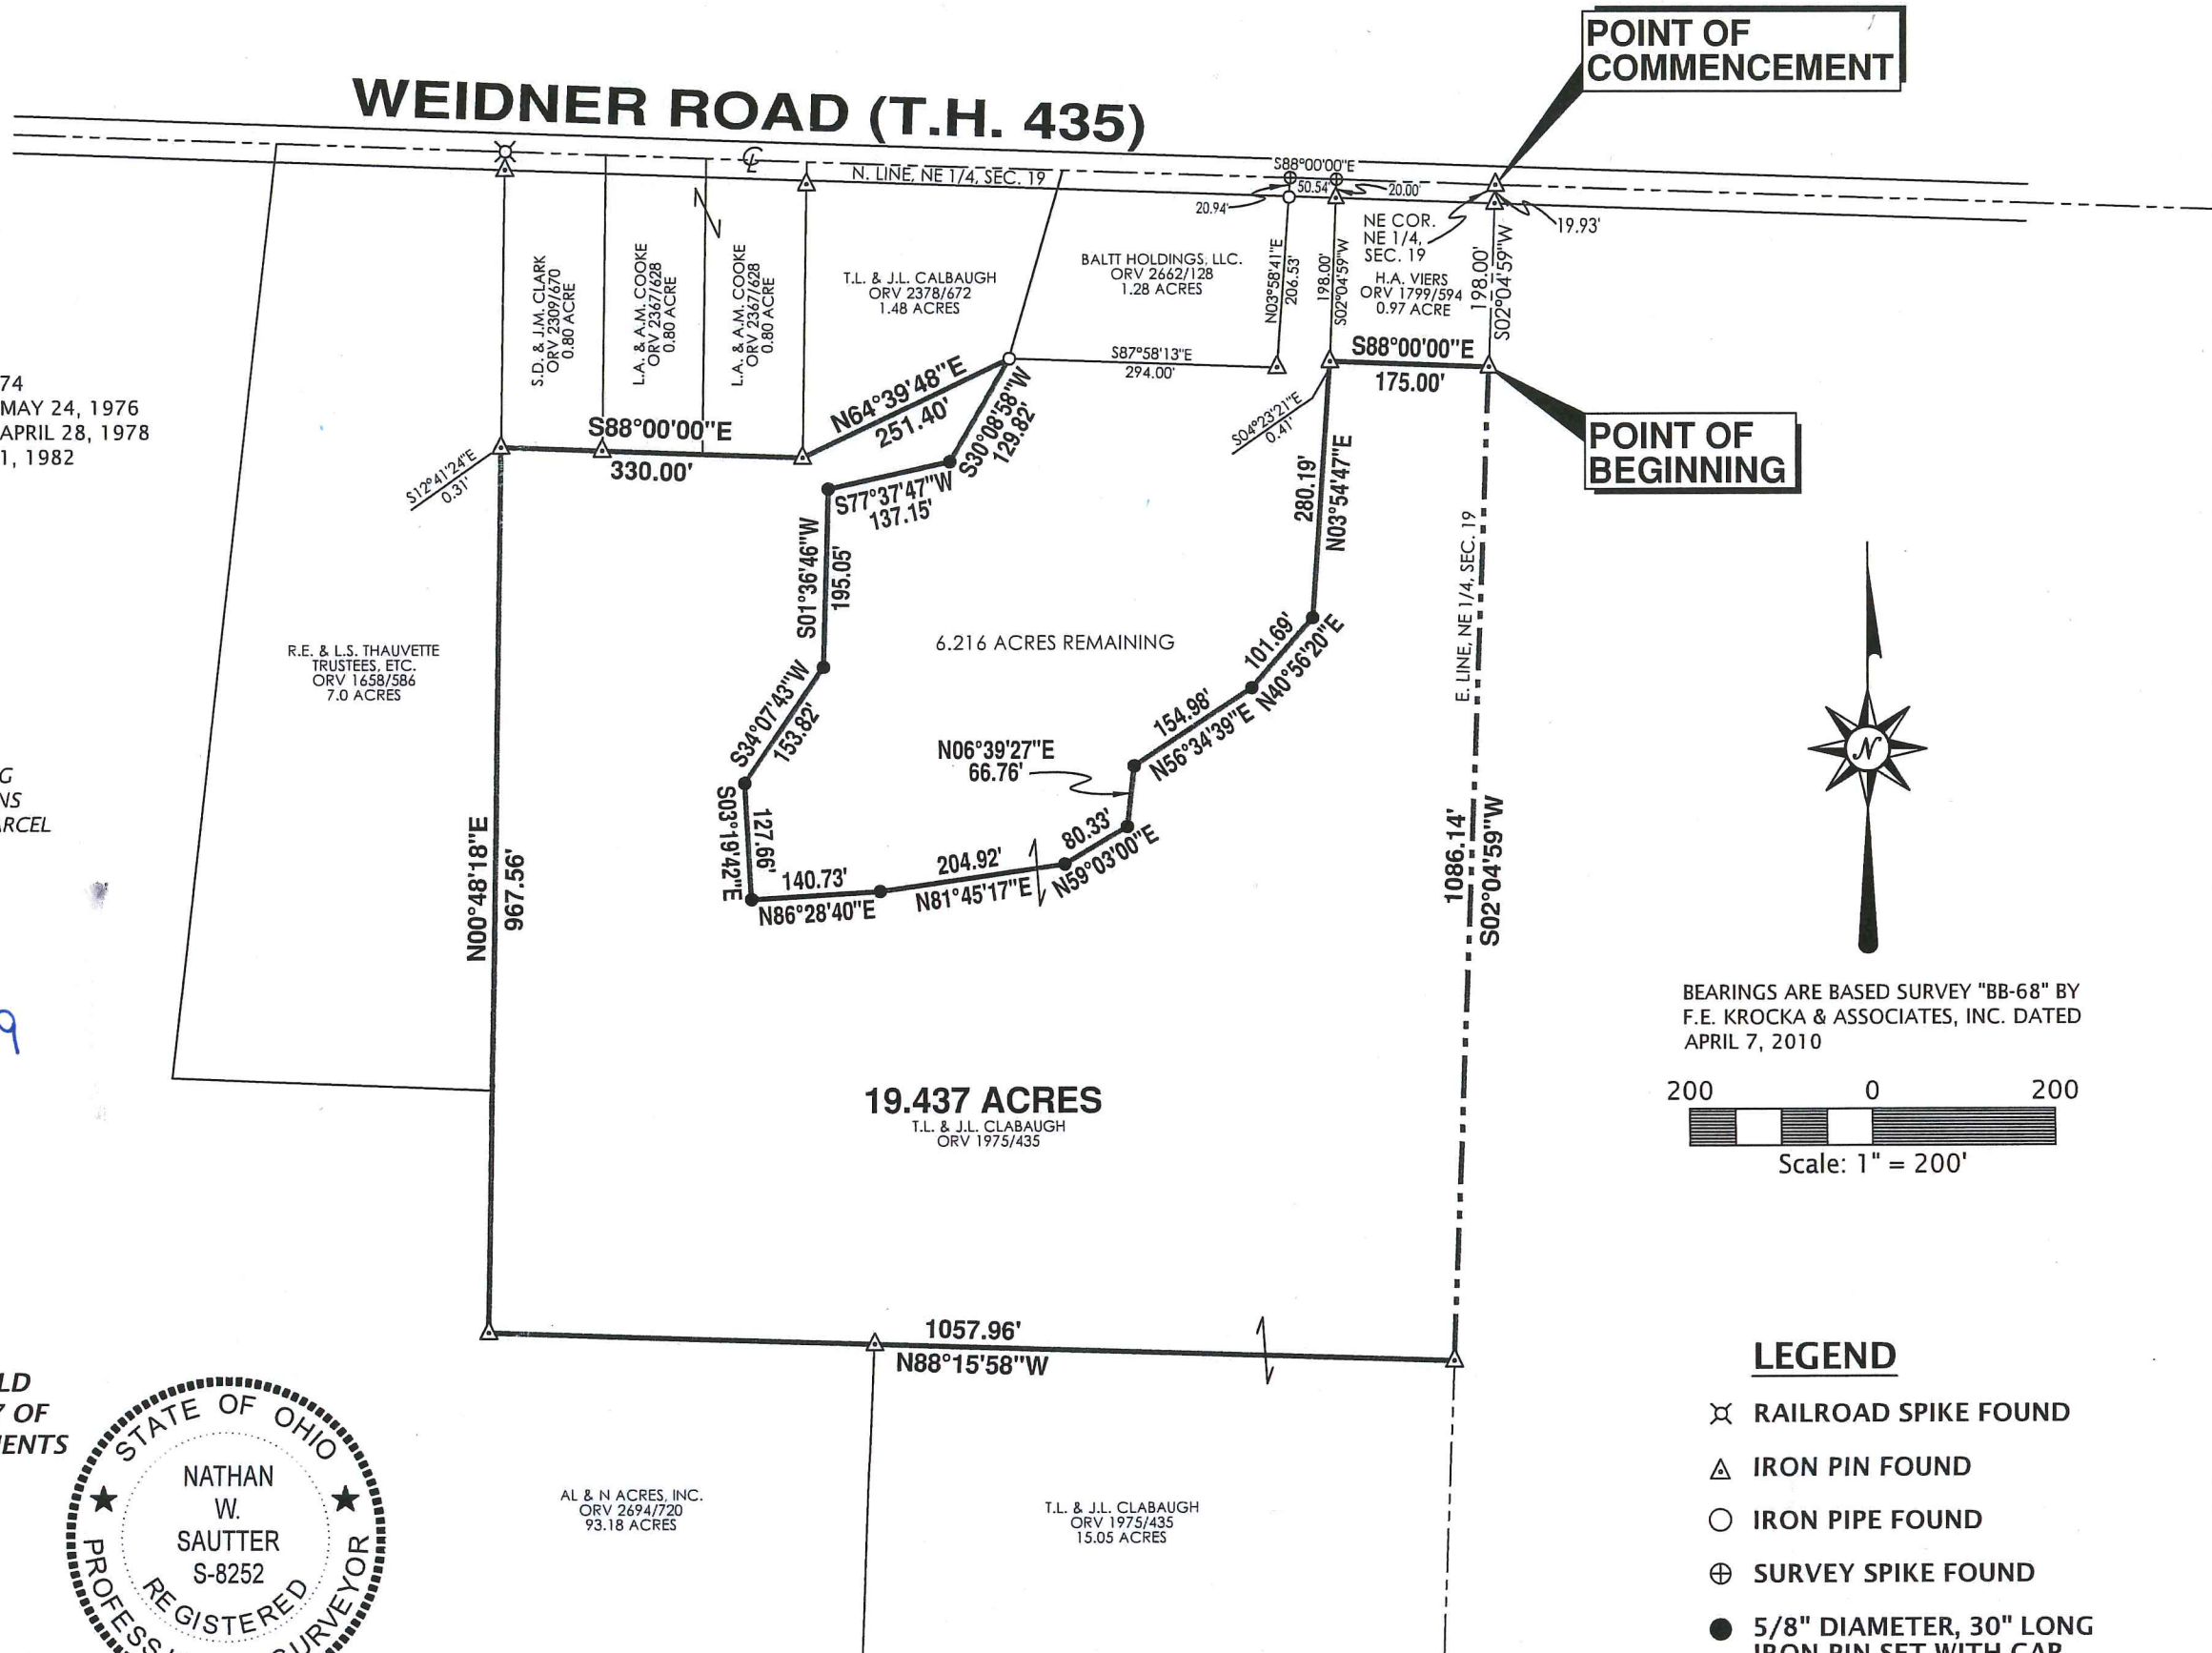 POINT OF
COMMENCEMENT
WEIDNER ROAD (T.H. 435)
℄
N. LINE, NE 1/4, SEC. 19
S88°00'00"E
50.54'
20.00'
20.94'
19.93'
NE COR.
NE 1/4,
SEC. 19
H.A. VIERS
ORV 1799/594
0.97 ACRE
198.00'
S02°04'59"W
198.00'
S02°04'59"W
N03°58'41"E
206.53'
BALTT HOLDINGS, LLC.
ORV 2662/128
1.28 ACRES
T.L. & J.L. CALBAUGH
ORV 2378/672
1.48 ACRES
S.D. & J.M. CLARK
ORV 2309/670
0.80 ACRE
L.A. & A.M. COOKE
ORV 2367/628
0.80 ACRE
L.A. & A.M. COOKE
ORV 2367/628
0.80 ACRE
74
MAY 24, 1976
APRIL 28, 1978
1, 1982
S87°58'13"E
294.00'
S88°00'00"E
175.00'
N64°39'48"E
251.40'
S30°08'58"W
129.82'
S88°00'00"E
330.00'
S12°41'24"E
0.31'
S04°23'21"E
0.41'
POINT OF
BEGINNING
S77°37'47"W
137.15'
S01°36'46"W
195.05'
280.19'
N03°54'47"E
E. LINE, NE 1/4, SEC. 19
R.E. & L.S. THAUVETTE
TRUSTEES, ETC.
ORV 1658/586
7.0 ACRES
6.216 ACRES REMAINING
101.69'
N40°56'20"E
154.98'
N56°34'39"E
S34°07'43"W
153.82'
N06°39'27"E
66.76'
G
NS
RCEL
S03°19'42"E
127.66'
140.73'
N86°28'40"E
204.92'
N81°45'17"E
80.33'
N59°03'00"E
N00°48'18"E
967.56'
1086.14'
S02°04'59"W
N
9
BEARINGS ARE BASED SURVEY "BB-68" BY
F.E. KROCKA & ASSOCIATES, INC. DATED
APRIL 7, 2010
200 0 200
Scale: 1" = 200'
19.437 ACRES
T.L. & J.L. CLABAUGH
ORV 1975/435
1057.96'
N88°15'58"W
LD
OF
ENTS
STATE OF OHIO
NATHAN
W.
SAUTTER
S-8252
REGISTERED
PROFESS
SURVEYOR
AL & N ACRES, INC.
ORV 2694/720
93.18 ACRES
T.L. & J.L. CLABAUGH
ORV 1975/435
15.05 ACRES
LEGEND
RAILROAD SPIKE FOUND
IRON PIN FOUND
IRON PIPE FOUND
SURVEY SPIKE FOUND
5/8" DIAMETER, 30" LONG
IRON PIN SET WITH CAP